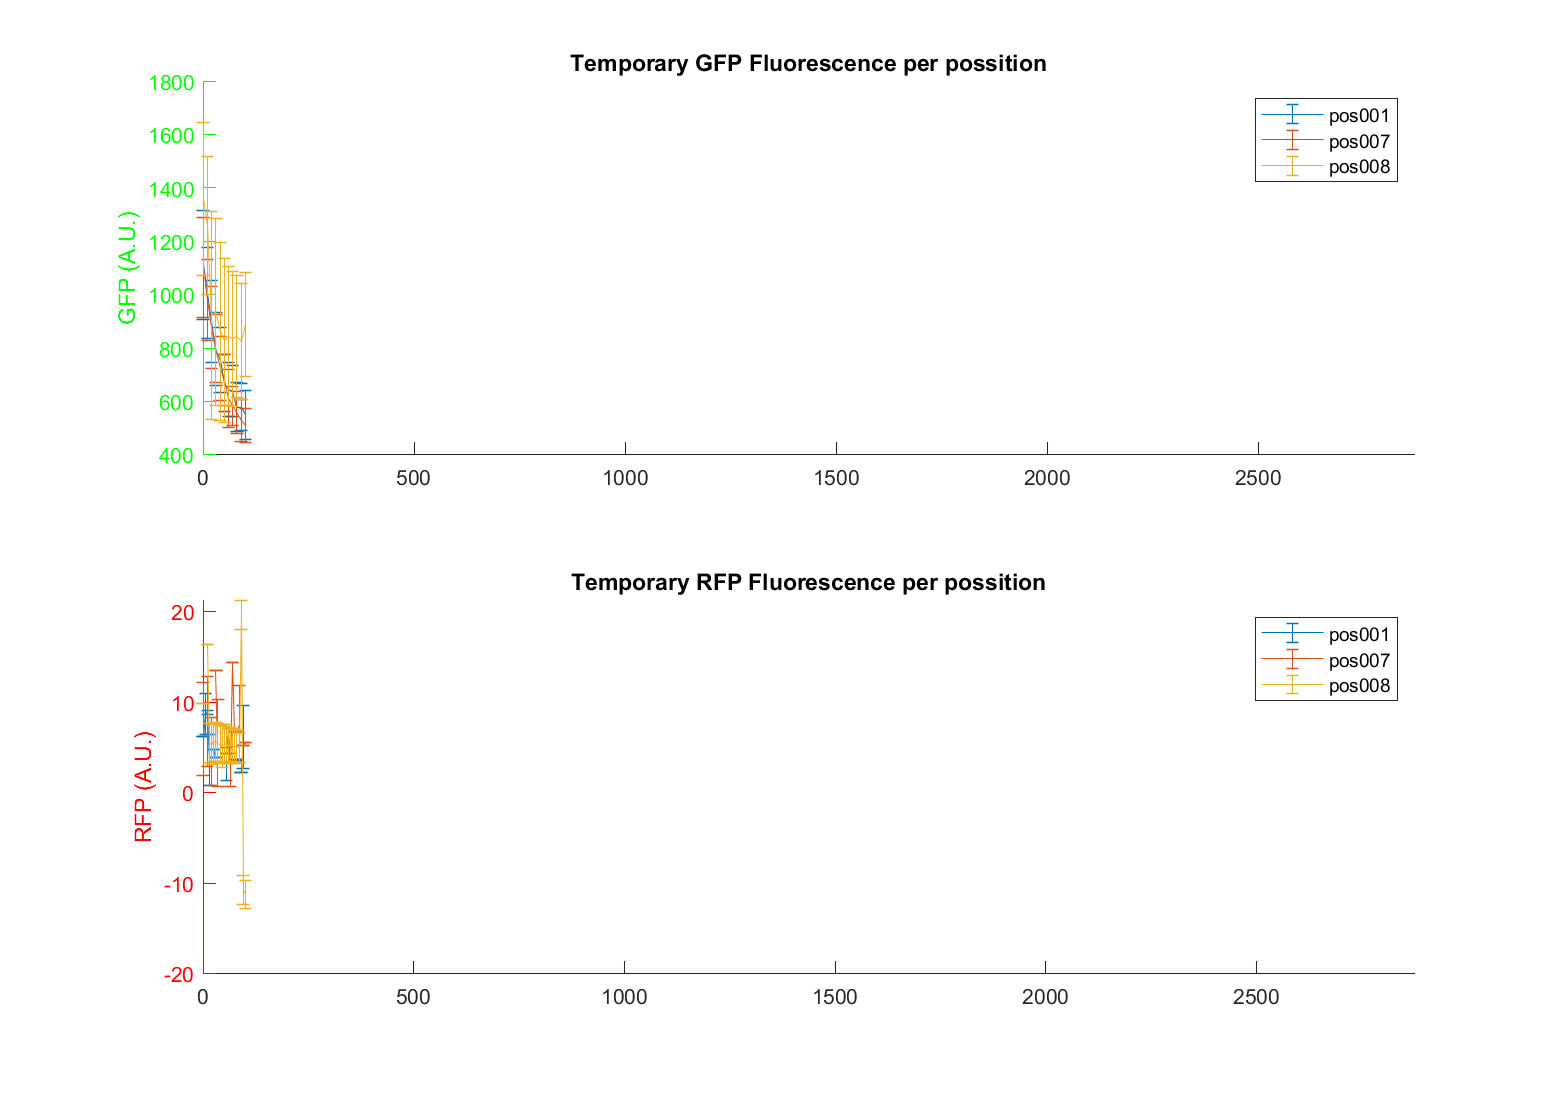 Temporary GFP Fluorescence per possition
1800
1600
1400
1200
1000
800
600
400
GFP (A.U.)
0 500 1000 1500 2000 2500
pos001
pos007
pos008
Temporary RFP Fluorescence per possition
20
10
0
-10
-20
RFP (A.U.)
0 500 1000 1500 2000 2500
pos001
pos007
pos008